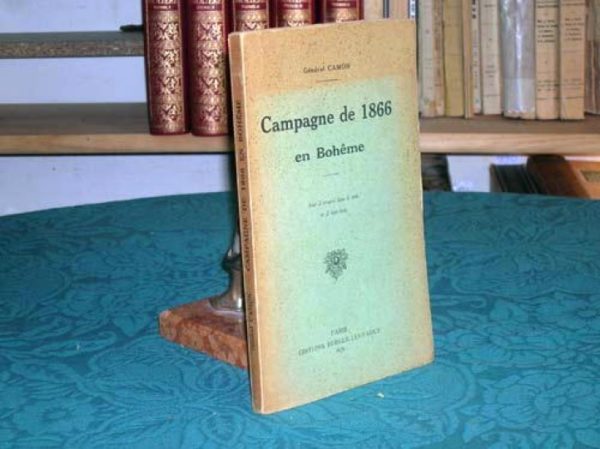 Général CAMON
Campagne de 1866
en Bohême
PARIS
ÉDITIONS BERGER-LEVRAULT
CAMPAGNE DE 1866 EN BOHÊME